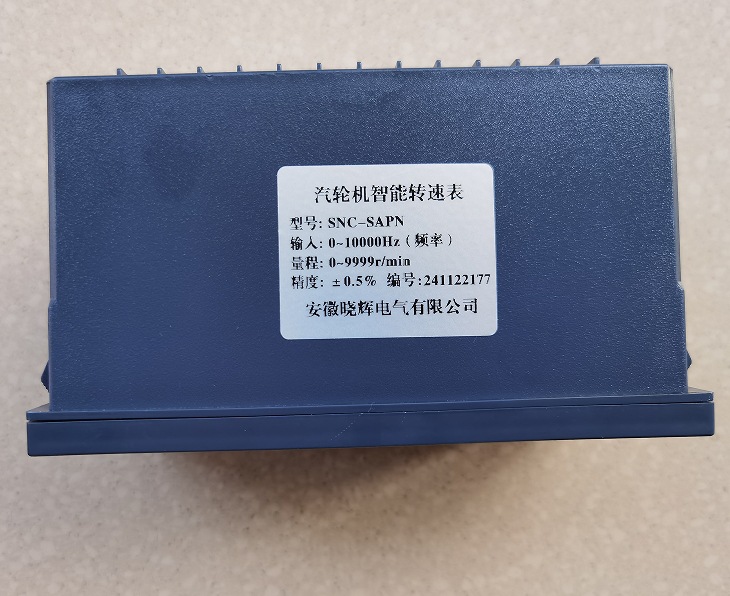 汽轮机智能转速表
型号: SNC-SAPN
输入: 0~10000Hz（频率）
量程: 0~9999r/min
精度: ±0.5% 编号:241122177
安徽晓辉电气有限公司